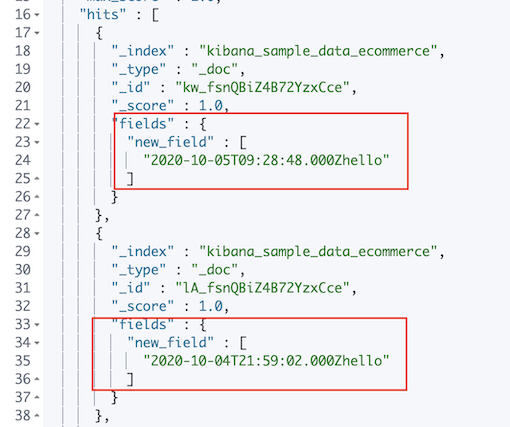 16 "hits" : [
17 {
18 "_index" : "kibana_sample_data_ecommerce",
19 "_type" : "_doc",
20 "_id" : "kw_fsnQBiZ4B72YzxCce",
21 "_score" : 1.0,
22 "fields" : {
23 "new_field" : [
24 "2020-10-05T09:28:48.000Zhello"
25 ]
26 }
27 },
28 {
29 "_index" : "kibana_sample_data_ecommerce",
30 "_type" : "_doc",
31 "_id" : "lA_fsnQBiZ4B72YzxCce",
32 "_score" : 1.0,
33 "fields" : {
34 "new_field" : [
35 "2020-10-04T21:59:02.000Zhello"
36 ]
37 }
38 },